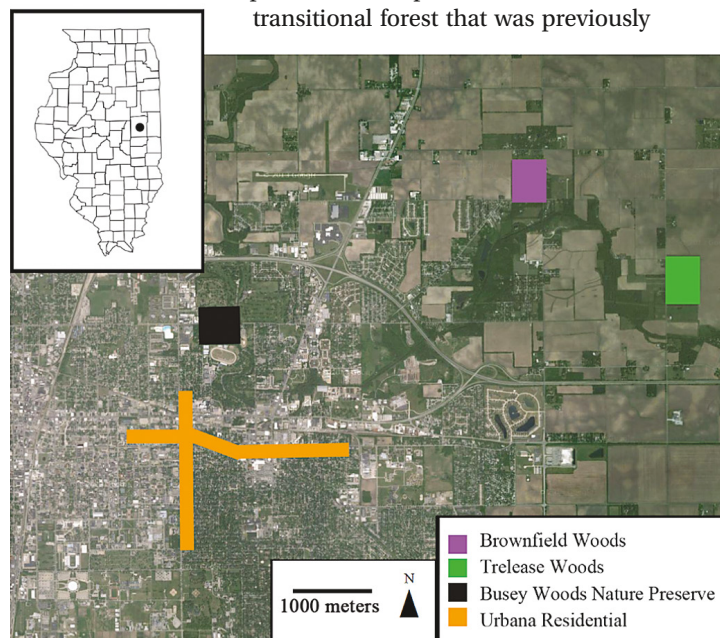 transitional forest that was previously
Brownfield Woods
Trelease Woods
Busey Woods Nature Preserve
Urbana Residential
1000 meters
N